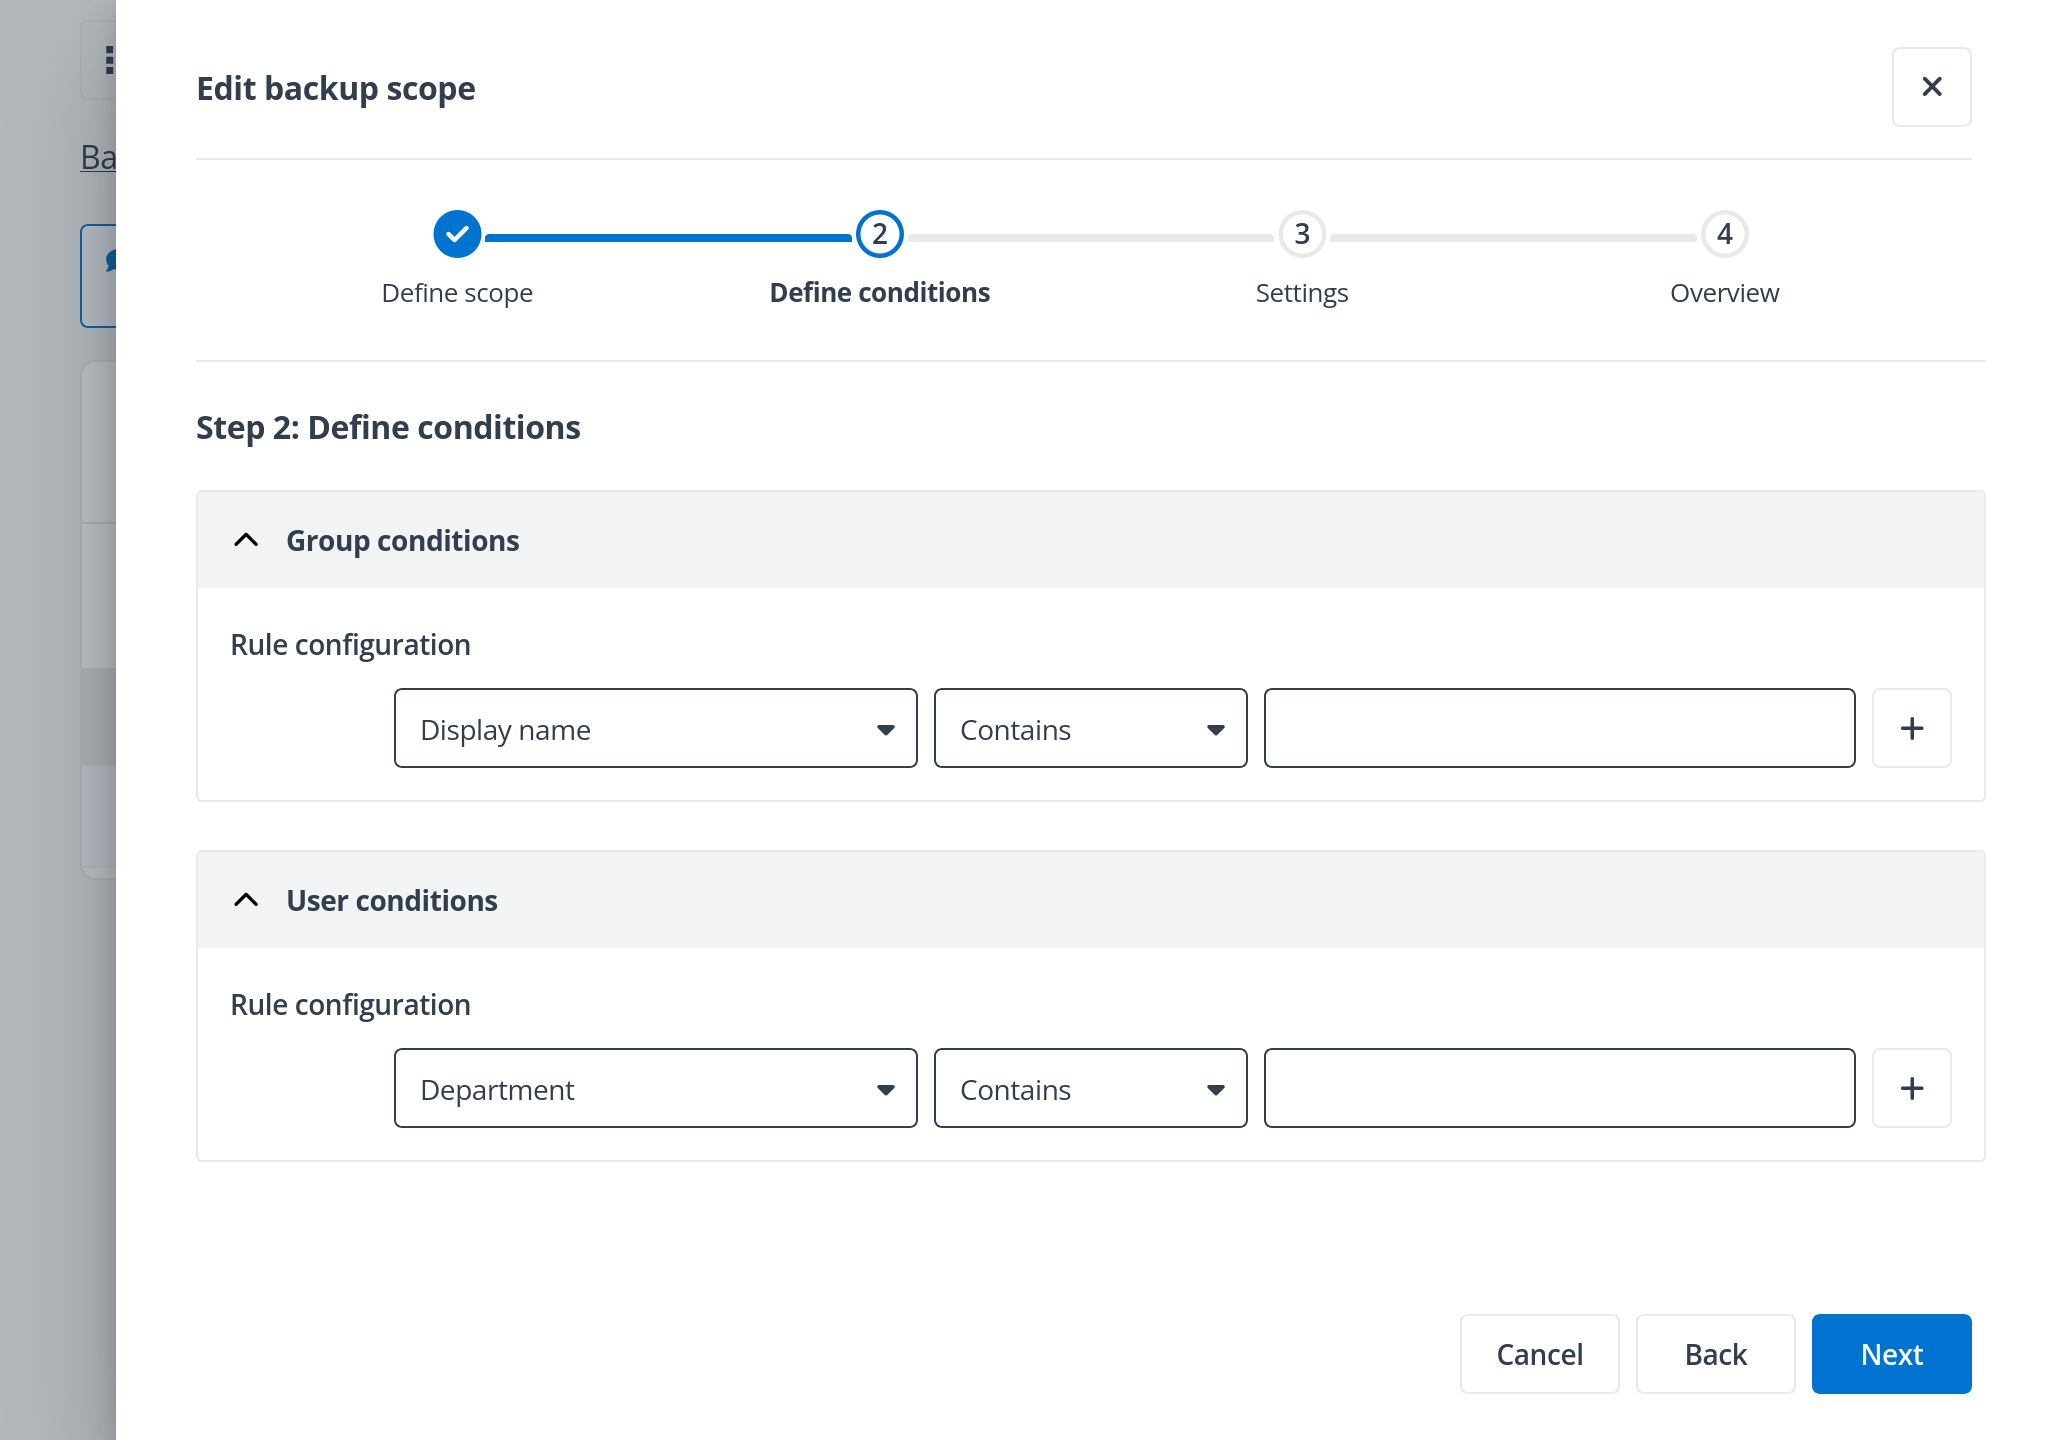 Edit backup scope
Ba
2
3
4
Define scope
Define conditions
Settings
Overview
Step 2: Define conditions
Group conditions
Rule configuration
Display name
Contains
User conditions
Rule configuration
Department
Contains
Cancel
Back
Next